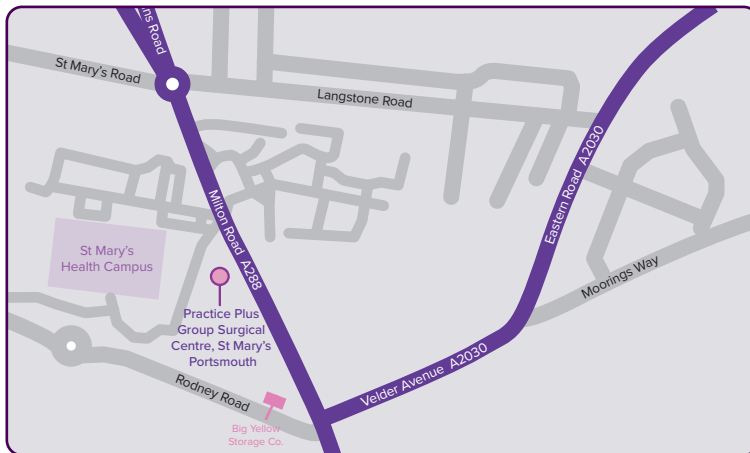 Road
St Mary's Road
Langstone Road
Milton Road A288
Eastern Road A2030
St Mary's
Health Campus
Moorings Way
Practice Plus
Group Surgical
Centre, St Mary's
Portsmouth
Velder Avenue A2030
Rodney Road
Big Yellow
Storage Co.